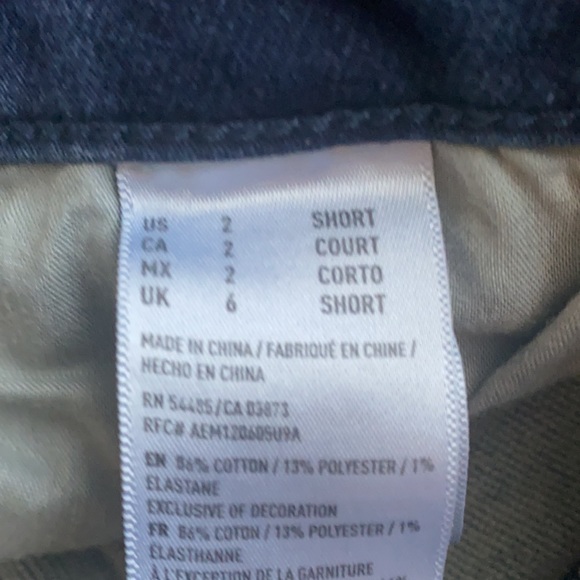 US 2 SHORT
CA 2 COURT
MX 2 CORTO
UK 6 SHORT
MADE IN CHINA / FABRIQUÉ EN CHINE /
HECHO EN CHINA
RN 54485/CA 03873
RFC# AEM120605U9A
EN 86% COTTON / 13% POLYESTER / 1%
ELASTANE
EXCLUSIVE OF DECORATION
FR 86% COTON / 13% POLYESTER / 1%
ÉLASTHANNE
À L'EXCEPTION DE LA GARNITURE